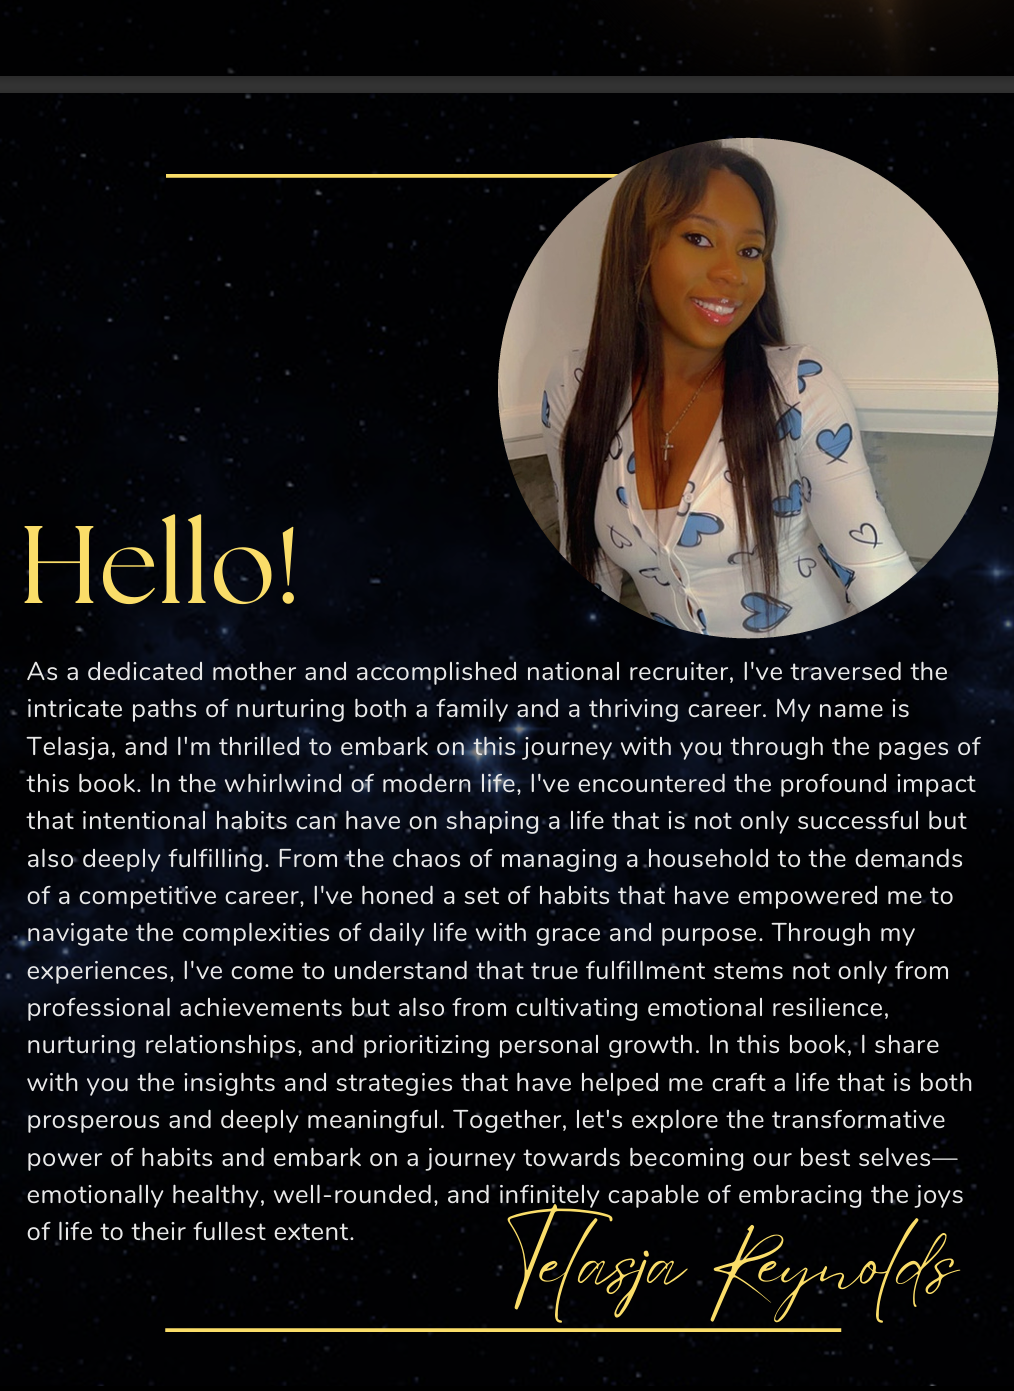 Hello!
As a dedicated mother and accomplished national recruiter, I've traversed the
intricate paths of nurturing both a family and a thriving career. My name is
Telasja, and I'm thrilled to embark on this journey with you through the pages of
this book. In the whirlwind of modern life, I've encountered the profound impact
that intentional habits can have on shaping a life that is not only successful but
also deeply fulfilling. From the chaos of managing a household to the demands
of a competitive career, I've honed a set of habits that have empowered me to
navigate the complexities of daily life with grace and purpose. Through my
experiences, I've come to understand that true fulfillment stems not only from
professional achievements but also from cultivating emotional resilience,
nurturing relationships, and prioritizing personal growth. In this book, I share
with you the insights and strategies that have helped me craft a life that is both
prosperous and deeply meaningful. Together, let's explore the transformative
power of habits and embark on a journey towards becoming our best selves—
emotionally healthy, well-rounded, and infinitely capable of embracing the joys
of life to their fullest extent.
Telasja Reynolds